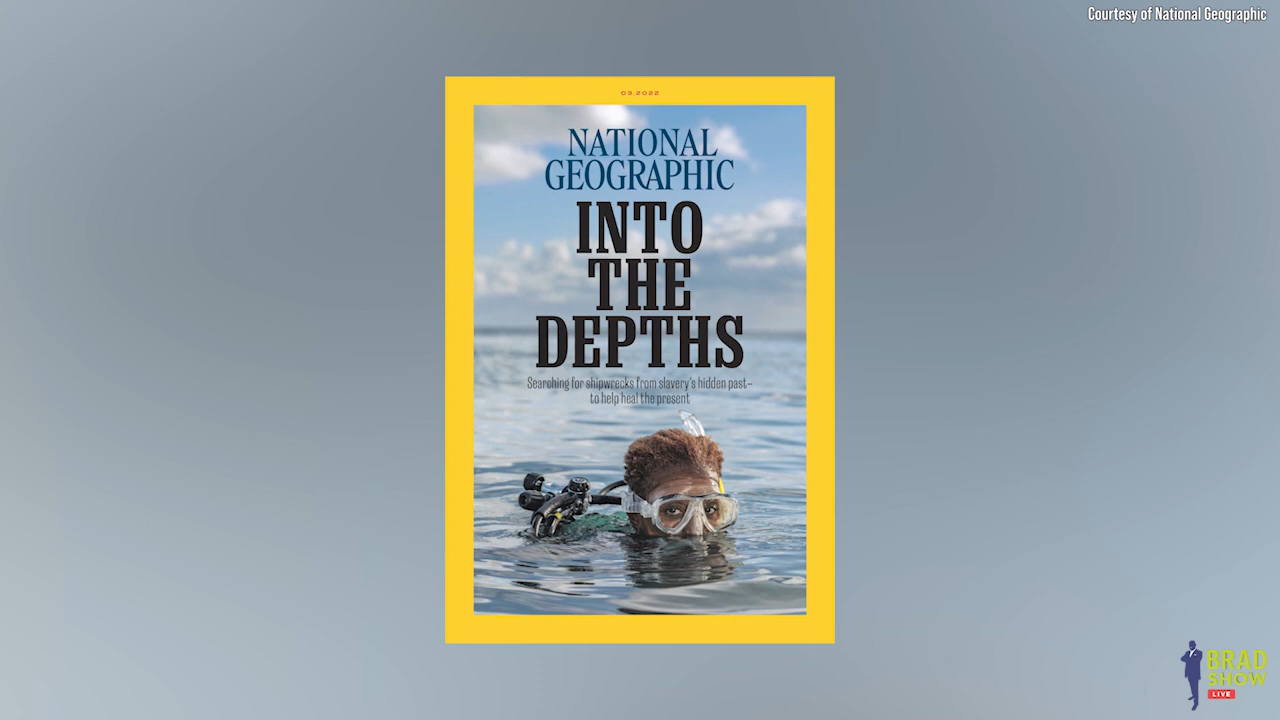 Courtesy of National Geographic
03.2022
NATIONAL
GEOGRAPHIC
INTO
THE
DEPTHS
Searching for shipwrecks from slavery's hidden past–
to help heal the present
BRAD
SHOW
LIVE